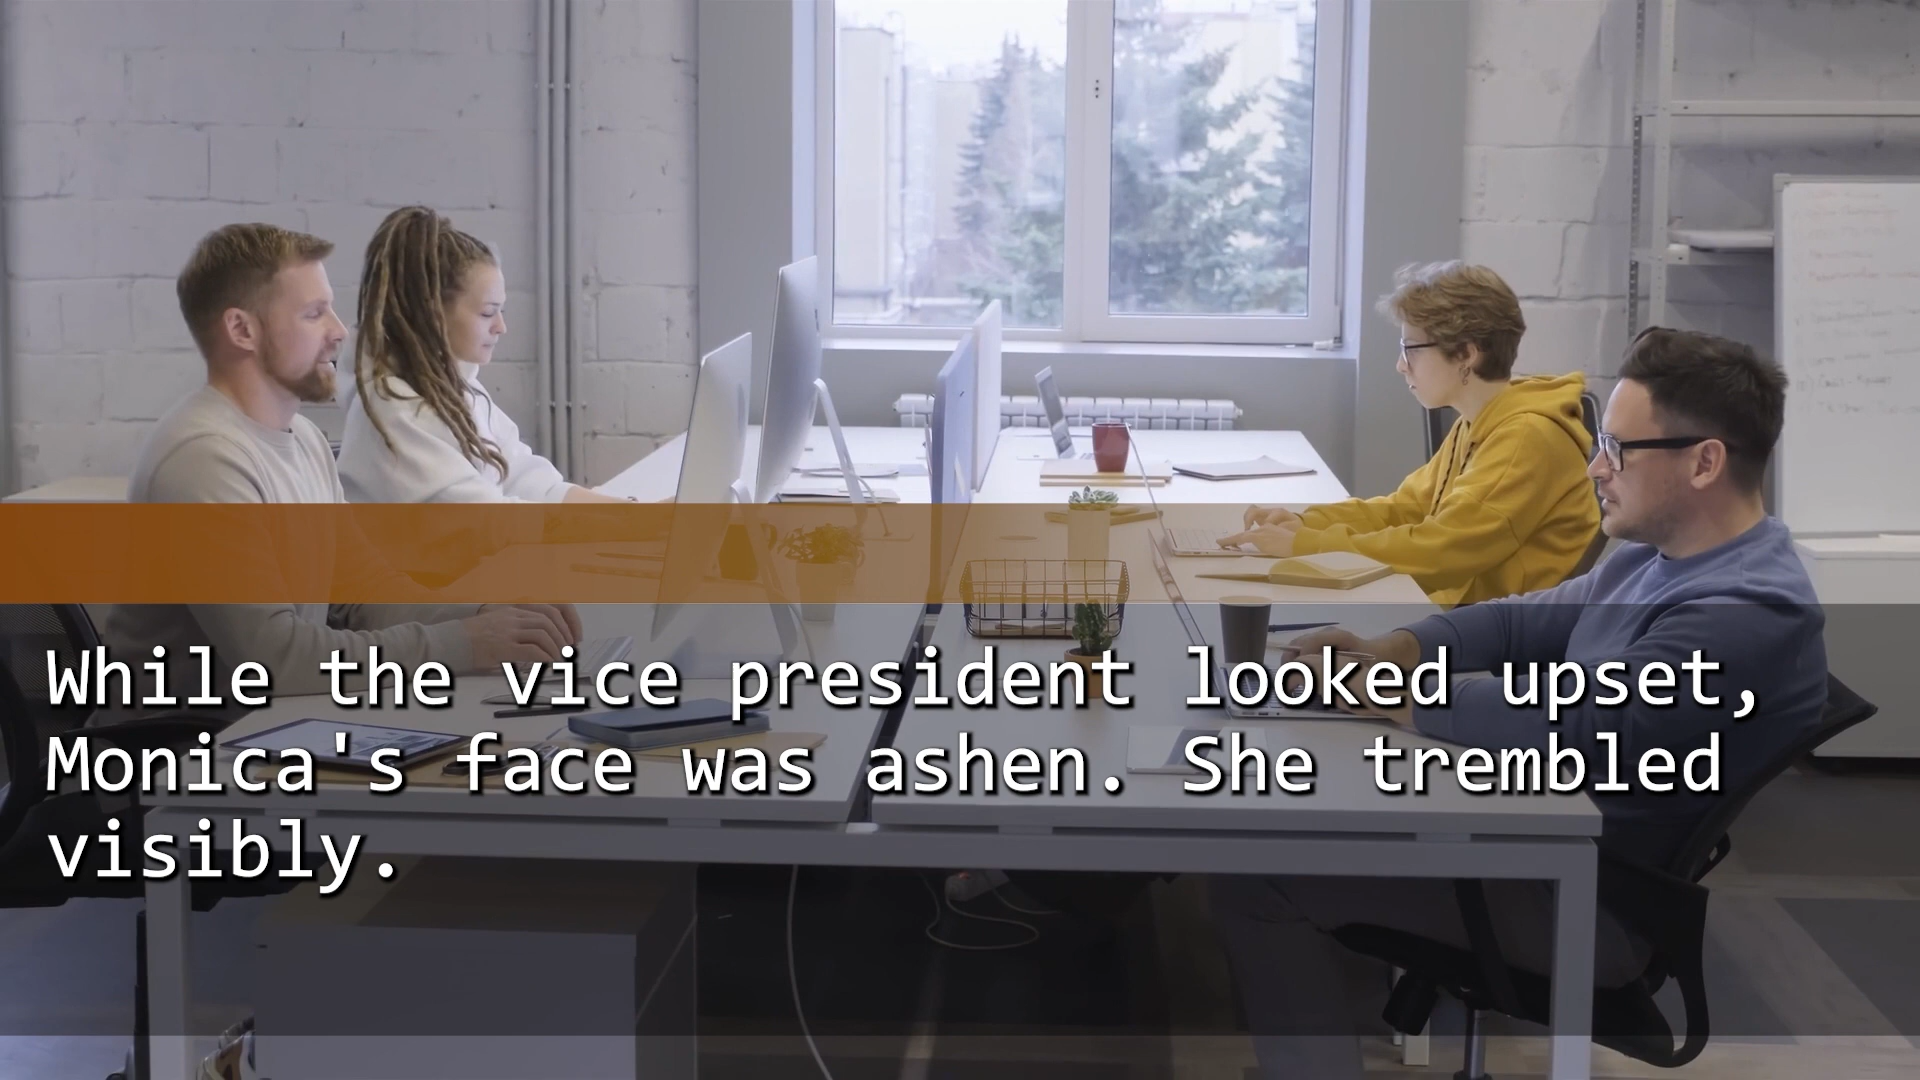 While the vice president looked upset,
Monica's face was ashen. She trembled
visibly.